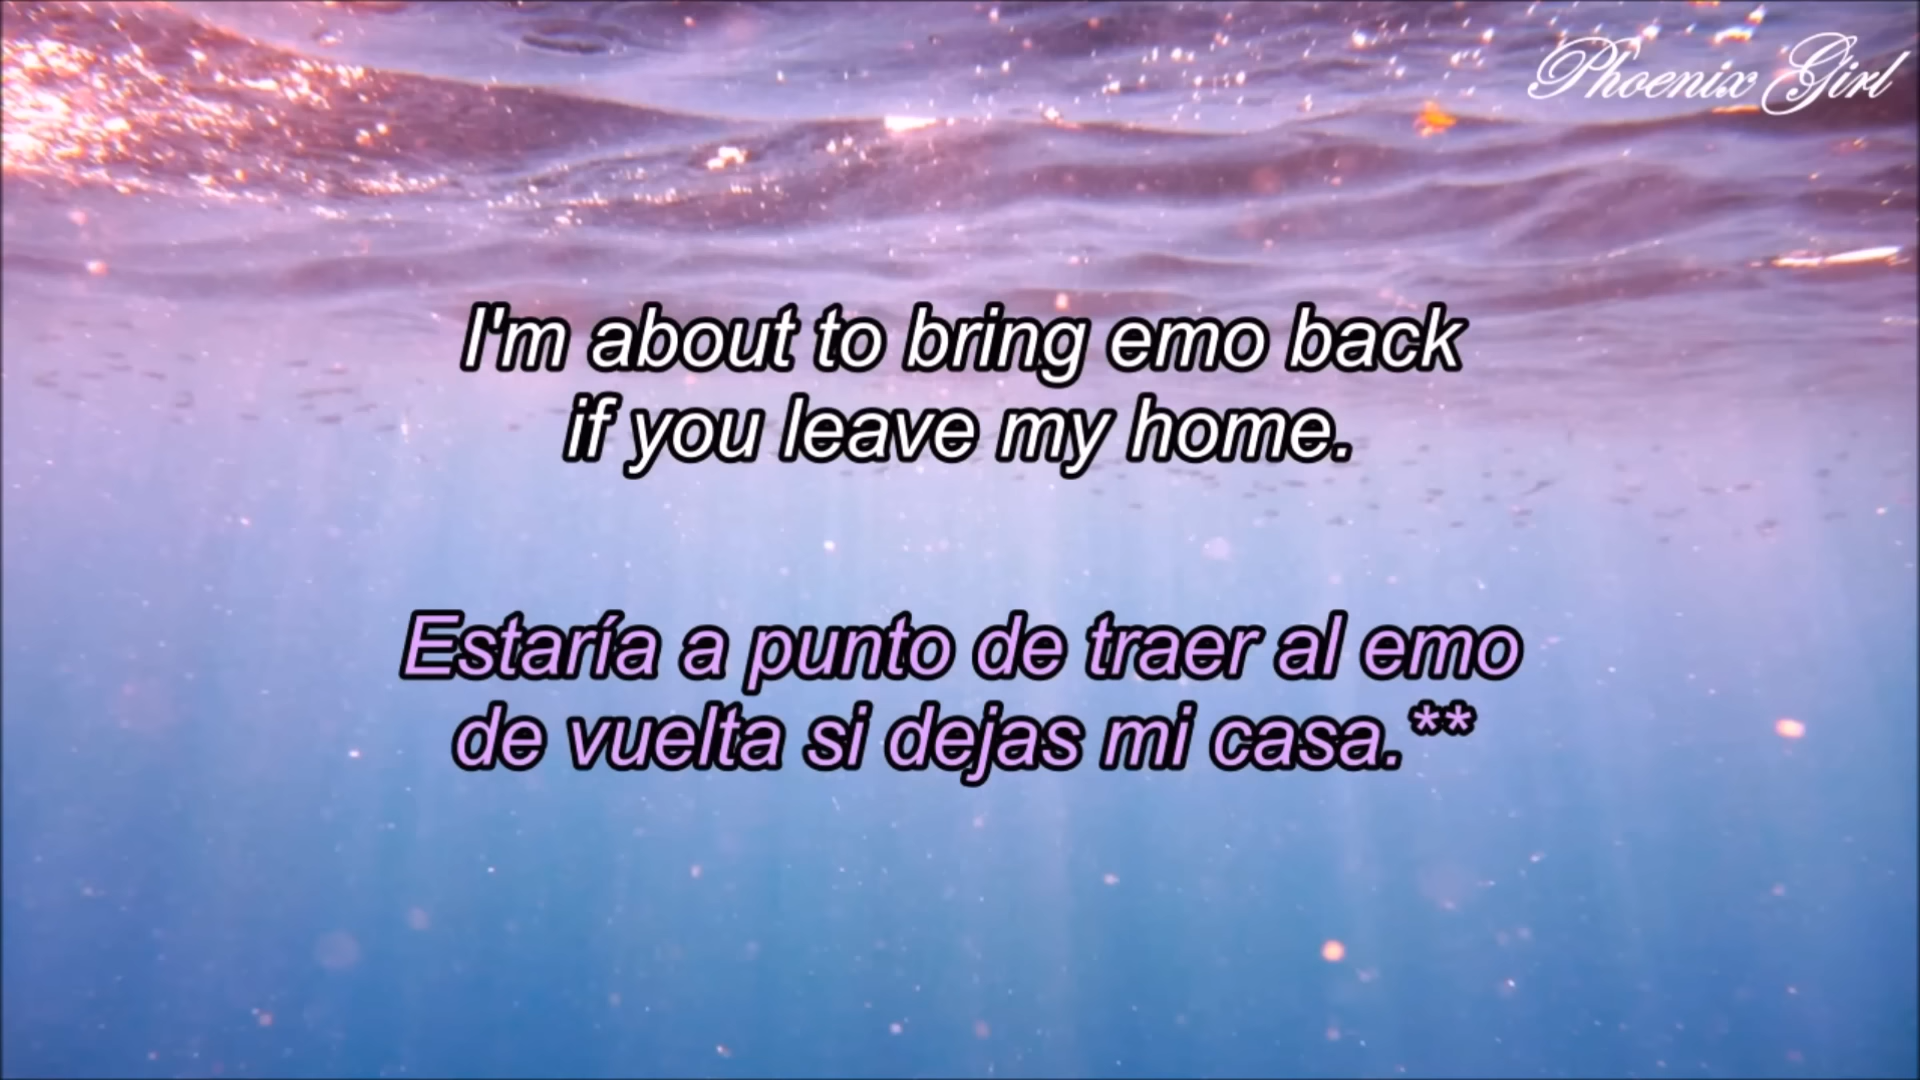 Phoenix Girl
I'm about to bring emo back
if you leave my home.
Estaría a punto de traer al emo
de vuelta si dejas mi casa.**